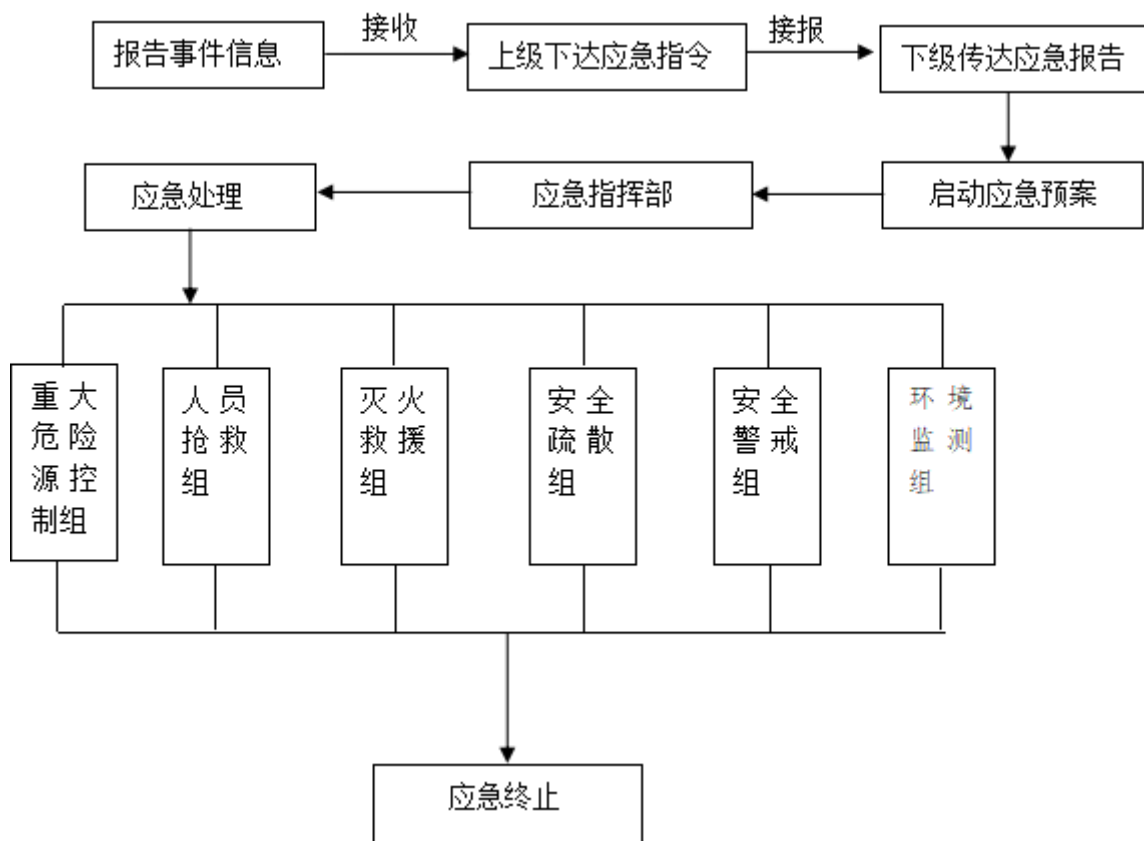 报告事件信息
接收
上级下达应急指令
接报
下级传达应急报告
应急处理
应急指挥部
启动应急预案
重大
危险
源控
制组
人员
抢救
组
灭火
救援
组
安全
疏散
组
安全
警戒
组
环境
监测
组
应急终止